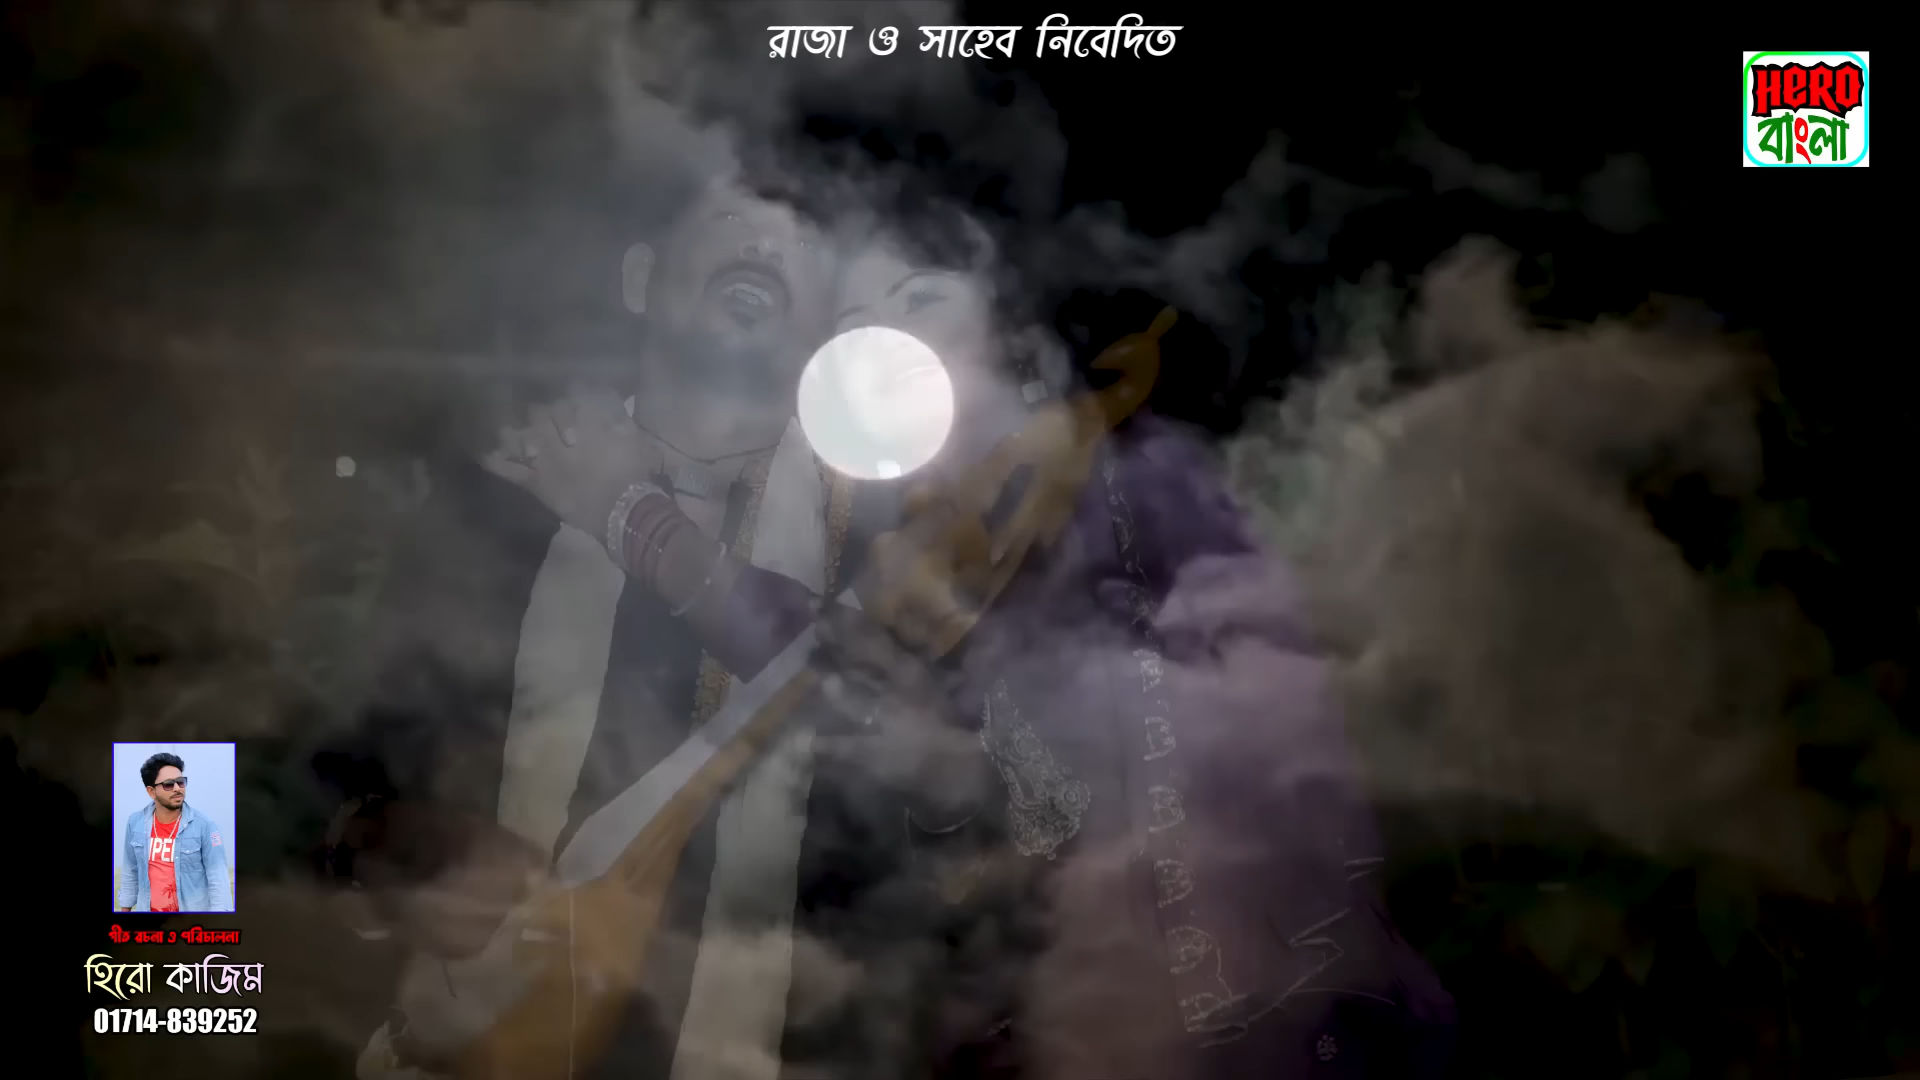 রাজা ও সাহেব নিবেদিত
HERO
বাংলা
গীত রচনা ও পরিচালনা
হিরো কাজিম
01714-839252